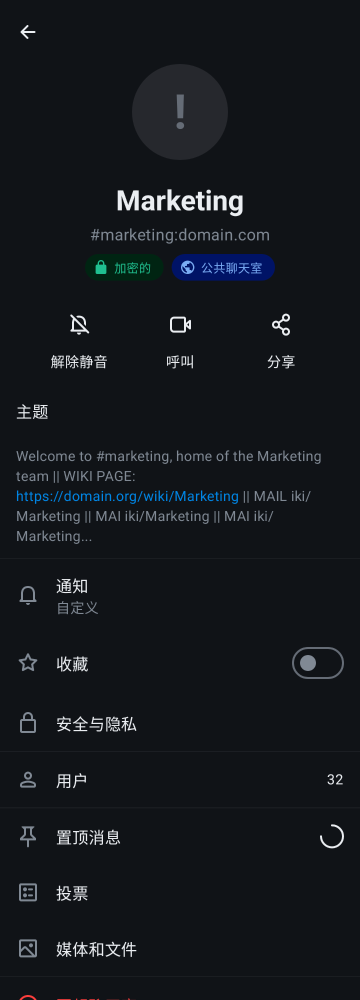 !
Marketing
#marketing:domain.com
加密的 公共聊天室
解除静音 呼叫 分享
主题
Welcome to #marketing, home of the Marketing
team || WIKI PAGE:
https://domain.org/wiki/Marketing || MAIL iki/
Marketing || MAI iki/Marketing || MAI iki/
Marketing...
通知
自定义
收藏
安全与隐私
用户 32
置顶消息
投票
媒体和文件